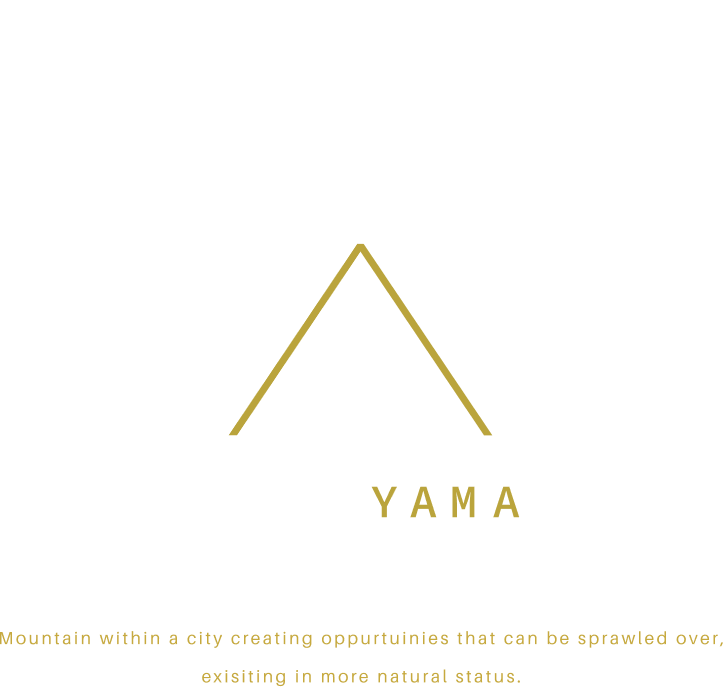 YAMA
Mountain within a city creating oppurtuinies that can be sprawled over,
exisiting in more natural status.